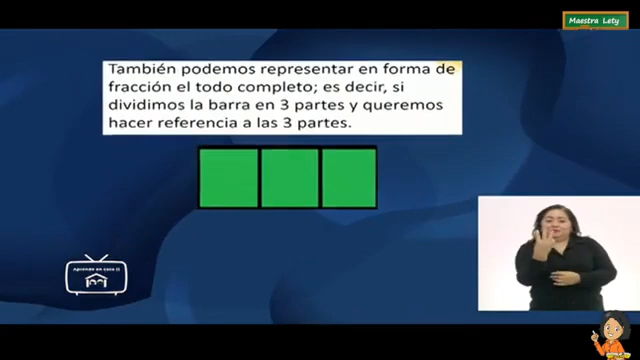 Maestra Lety
También podemos representar en forma de
fracción el todo completo; es decir, si
dividimos la barra en 3 partes y queremos
hacer referencia a las 3 partes.
Aprende en casa II